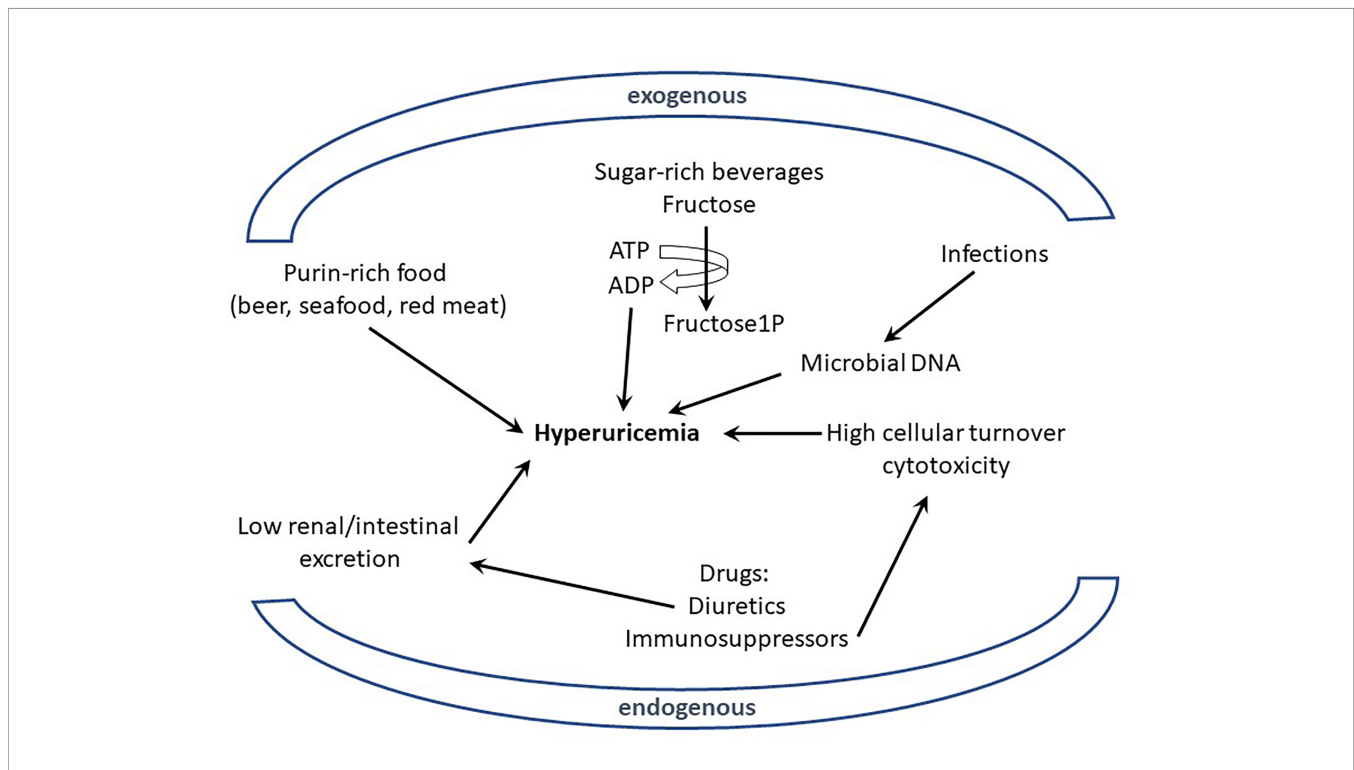 exogenous
Sugar-rich beverages
Fructose
ATP
ADP
Fructose1P
Infections
Purin-rich food
(beer, seafood, red meat)
Microbial DNA
Hyperuricemia
High cellular turnover
cytotoxicity
Low renal/intestinal
excretion
Drugs:
Diuretics
Immunosuppressors
endogenous